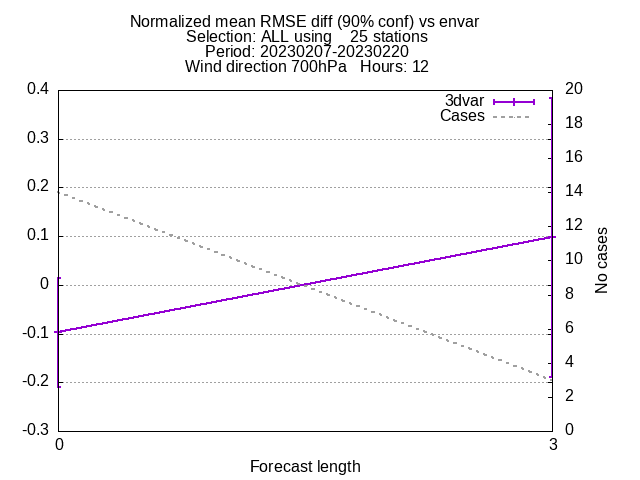 Normalized mean RMSE diff (90% conf) vs envar
Selection: ALL using    25 stations
Period: 20230207-20230220
Wind direction 700hPa   Hours: 12
3dvar
Cases
0.4
0.3
0.2
0.1
0
-0.1
-0.2
-0.3
20
18
16
14
12
10
8
6
4
2
0
No cases
0
3
Forecast length